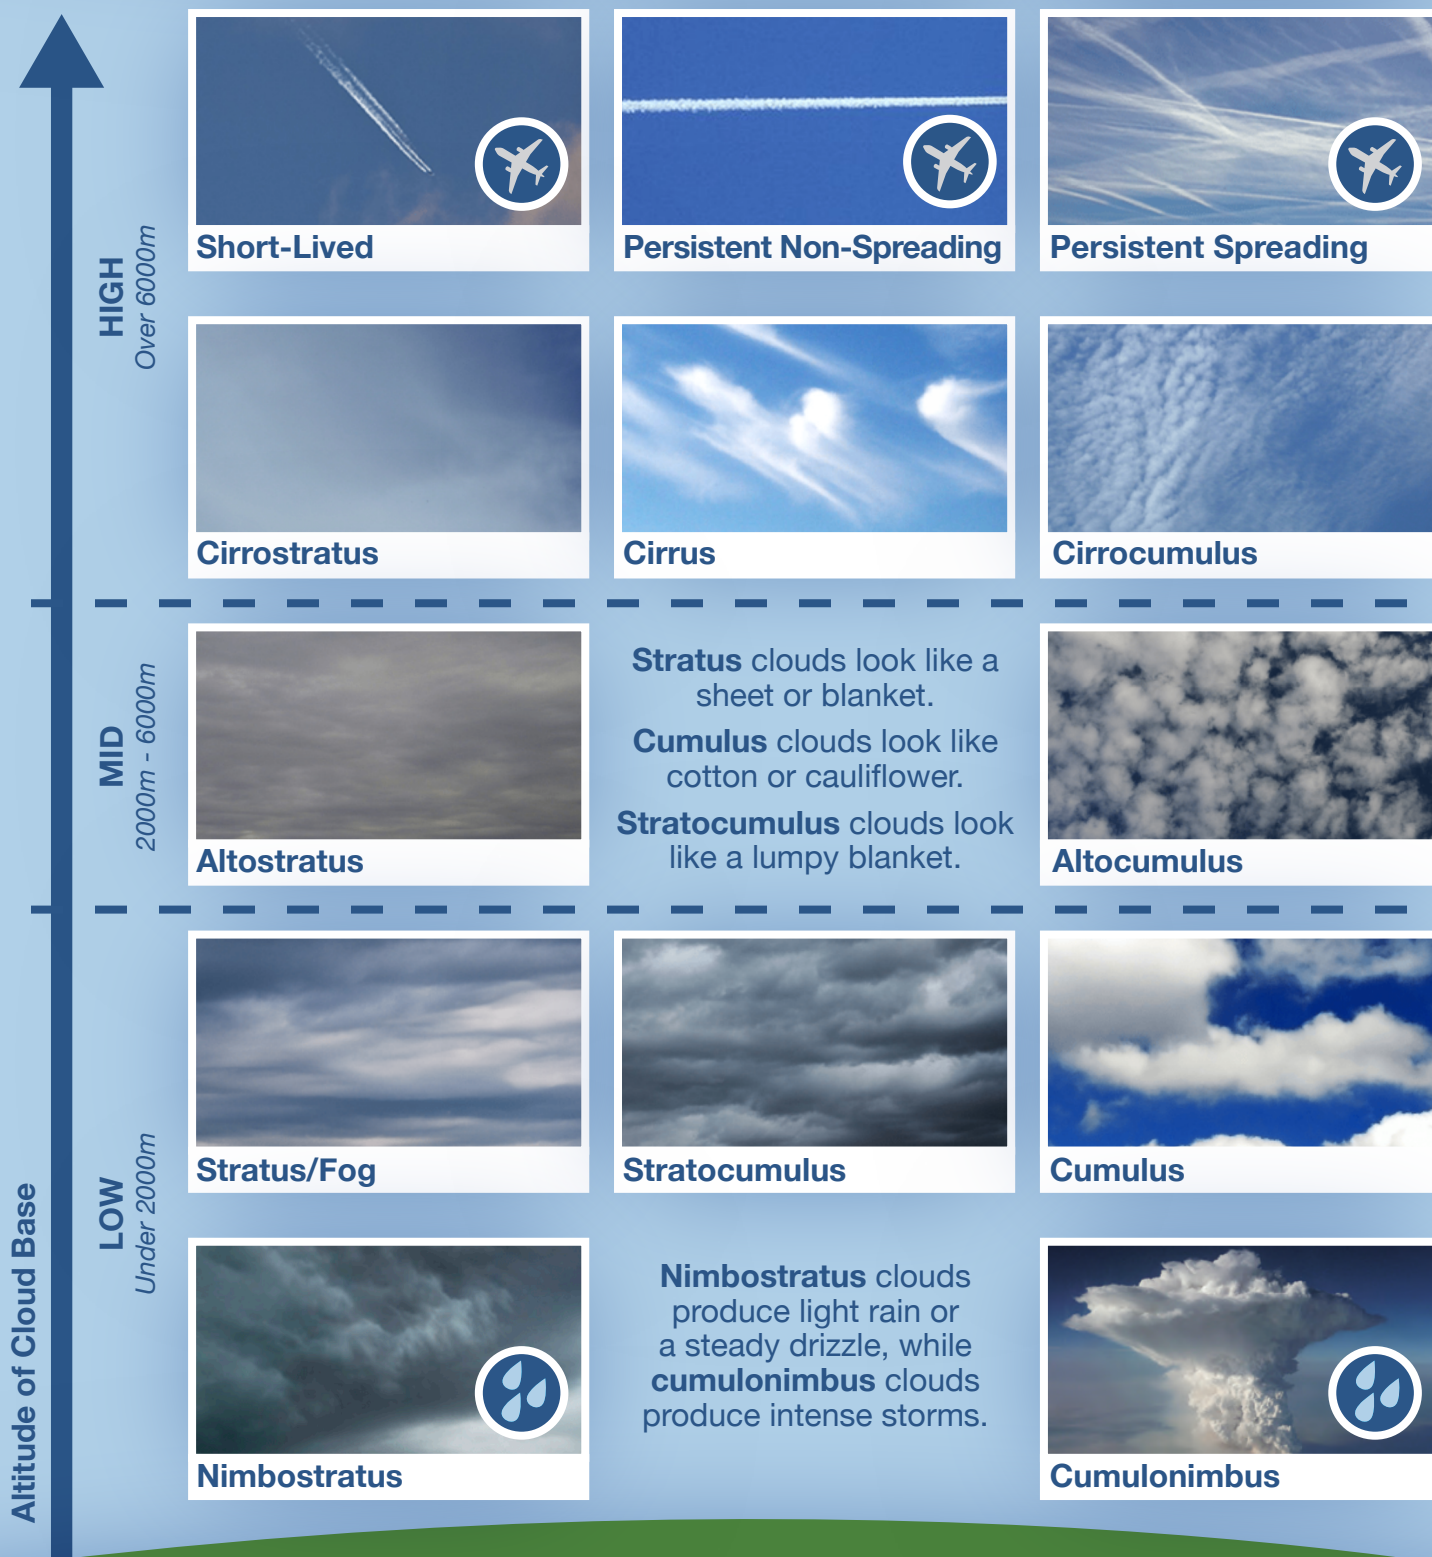 Short-Lived
Persistent Non-Spreading
Persistent Spreading
HIGH
Over 6000m
Cirrostratus
Cirrus
Cirrocumulus
MID
2000m - 6000m
Stratus clouds look like a
sheet or blanket.
Cumulus clouds look like
cotton or cauliflower.
Stratocumulus clouds look
like a lumpy blanket.
Altostratus
Altocumulus
LOW
Under 2000m
Stratus/Fog
Stratocumulus
Cumulus
Nimbostratus clouds
produce light rain or
a steady drizzle, while
cumulonimbus clouds
produce intense storms.
Nimbostratus
Cumulonimbus
Altitude of Cloud Base